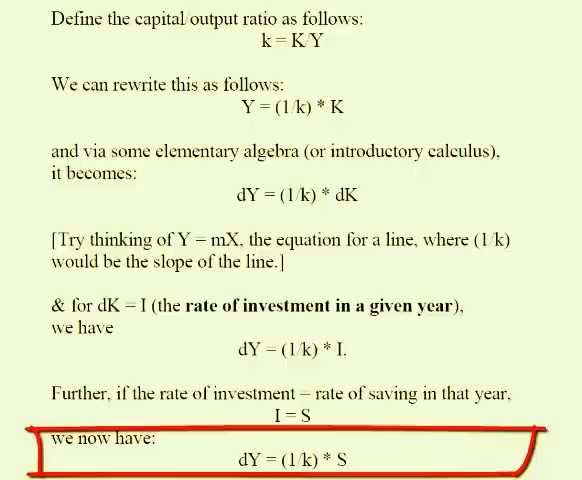 Define the capital/output ratio as follows:
k = K/Y
We can rewrite this as follows:
Y = (1/k) * K
and via some elementary algebra (or introductory calculus),
it becomes:
dY = (1/k) * dK
[Try thinking of Y = mX, the equation for a line, where (1/k)
would be the slope of the line.]
& for dK = I (the rate of investment in a given year),
we have
dY = (1/k) * I.
Further, if the rate of investment = rate of saving in that year,
I = S
we now have:
dY = (1/k) * S